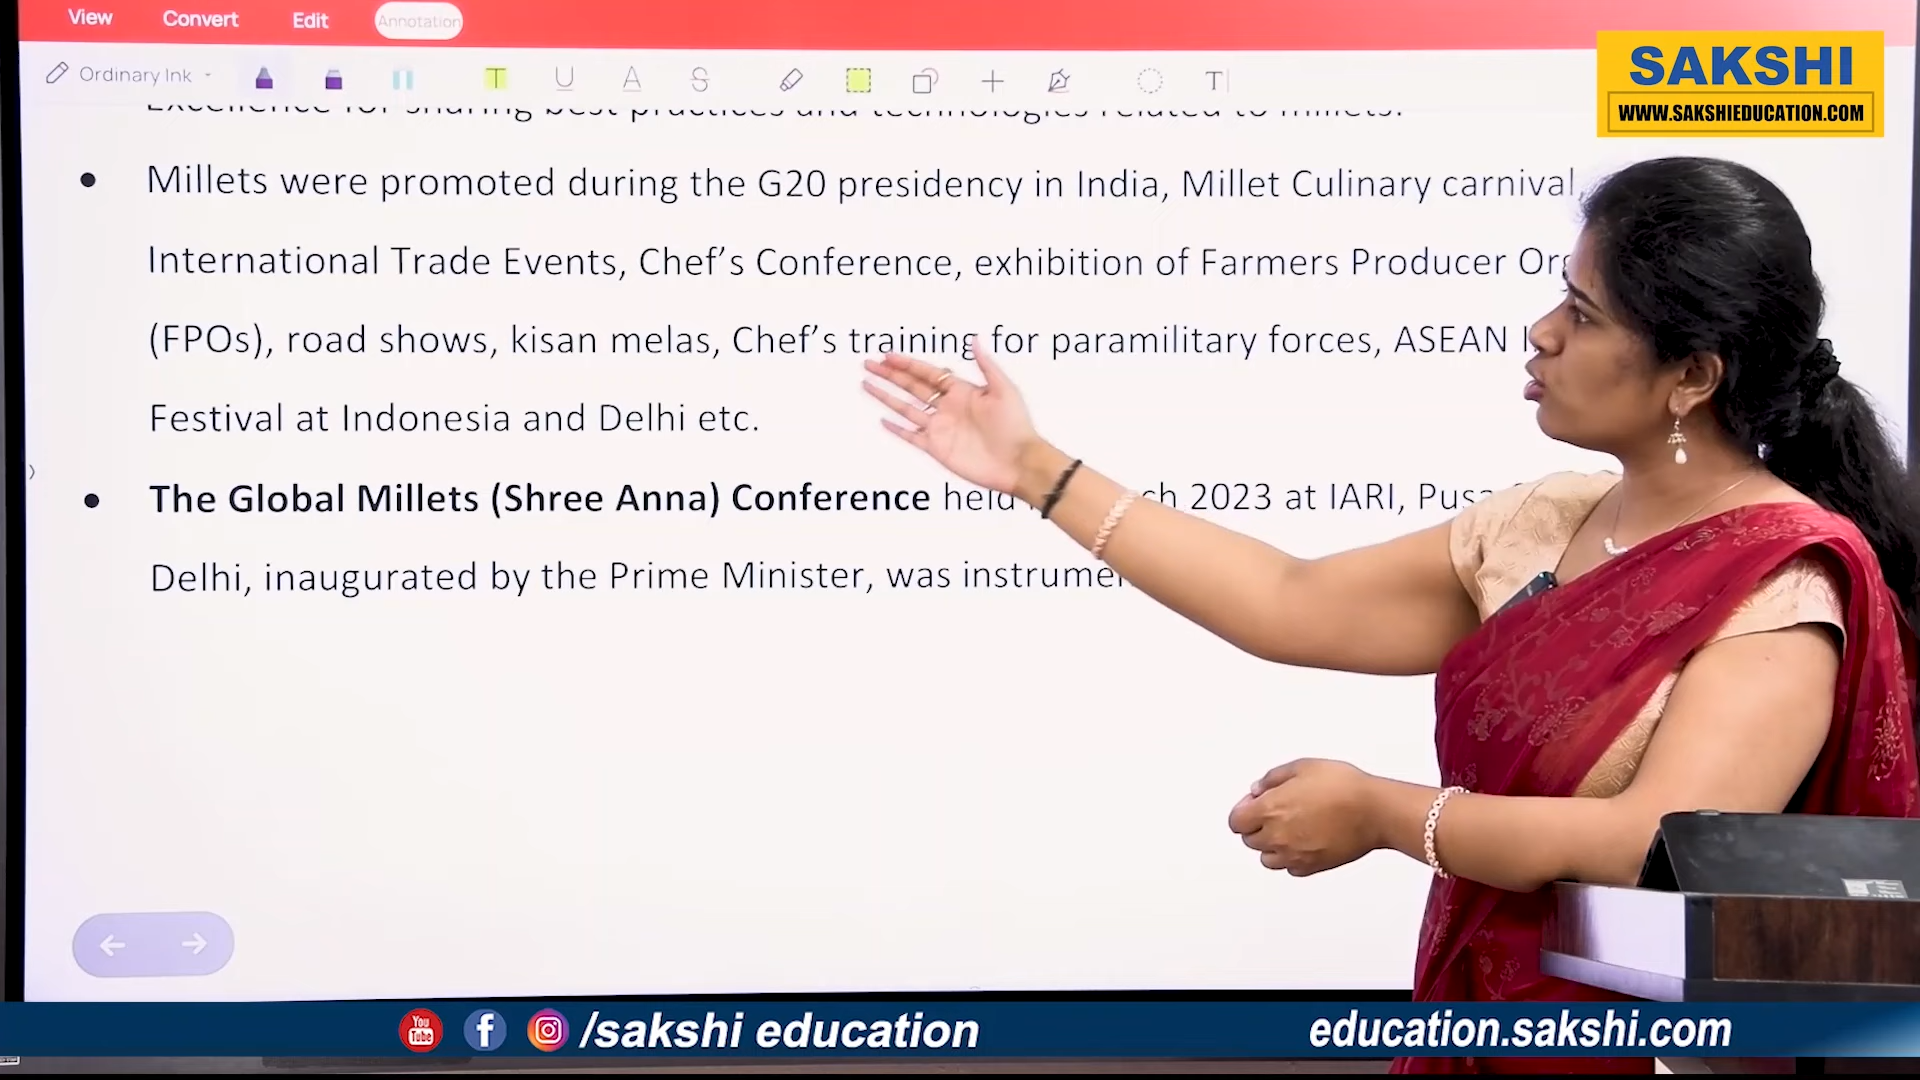 View Convert Edit Annotation
SAKSHI
WWW.SAKSHIEDUCATION.COM
Ordinary Ink
Excellence for sharing best practices and technologies related to millets.
Millets were promoted during the G20 presidency in India, Millet Culinary carnival,
International Trade Events, Chef's Conference, exhibition of Farmers Producer Org
(FPOs), road shows, kisan melas, Chef's training for paramilitary forces, ASEAN
Festival at Indonesia and Delhi etc.
The Global Millets (Shree Anna) Conference held 2023 at IARI, Pusa
Delhi, inaugurated by the Prime Minister, was
You Tube /sakshi education education.sakshi.com